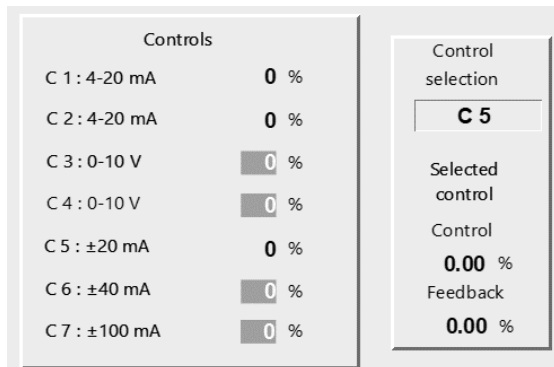 Controls
C 1 : 4-20 mA 0 %
C 2 : 4-20 mA 0 %
C 3 : 0-10 V 0 %
C 4 : 0-10 V 0 %
C 5 : ±20 mA 0 %
C 6 : ±40 mA 0 %
C 7 : ±100 mA 0 %
Control
selection
C 5
Selected
control
Control
0.00 %
Feedback
0.00 %